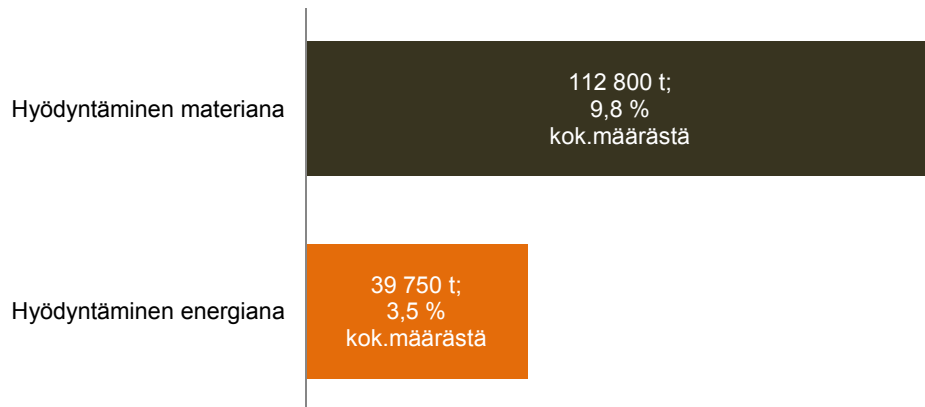 112 800 t;
9,8 %
kok.määrästä
Hyödyntäminen materiana
39 750 t;
3,5 %
kok.määrästä
Hyödyntäminen energiana